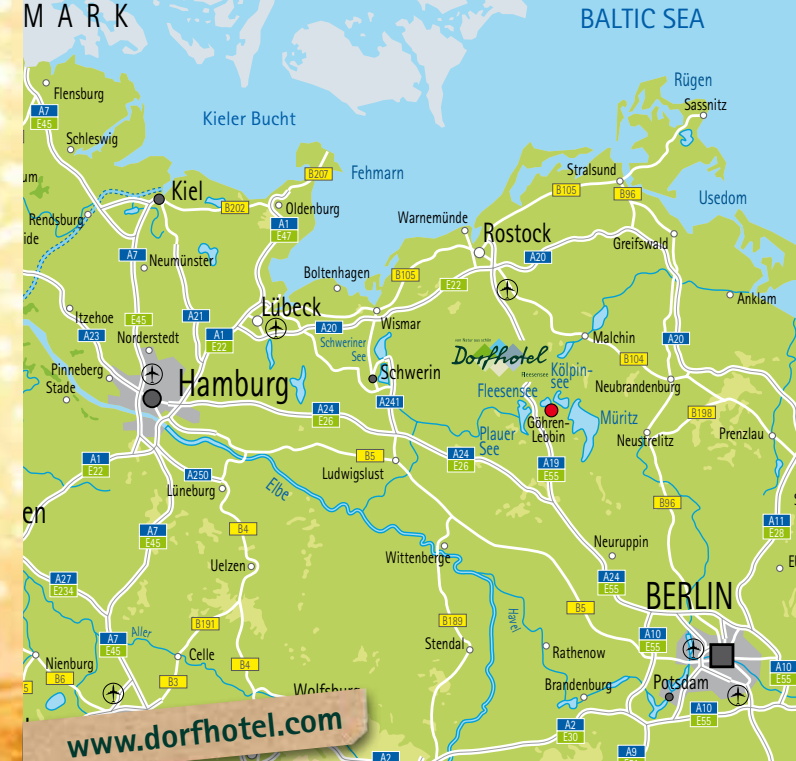 MARK
BALTIC SEA
Flensburg
Rügen
Sassnitz
A7
E45
Kieler Bucht
Schleswig
Stralsund
um
B207
Fehmarn
B105
B96
Usedom
Kiel
B202
Oldenburg
Rendsburg
A1
E47
Warnemünde
Rostock
ide
Greifswald
A7
Neumünster
Boltenhagen
B105
A20
E22
Anklam
Itzehoe
E45
A21
Lübeck
Wismar
A23
Norderstedt
A1
E22
A20
Schweriner
See
Malchin
A20
Dorfhotel
Fleesensee
B104
Pinneberg
Stade
Hamburg
Schwerin
Kölpin-
see
Fleesensee
Neubrandenburg
A241
A24
E26
Göhren-
Lebbin
Müritz
B198
Plauer
See
Neustrelitz
Prenzlau
A1
E22
B5
A24
E26
A19
E55
A250
Ludwigslust
Lüneburg
Elbe
B96
en
A7
E45
B4
A11
E28
Neuruppin
Wittenberge
Uelzen
A27
E234
A24
E55
BERLIN
B5
B191
B189
Havel
A7
E45
Aller
A10
E55
Stendal
Rathenow
Nienburg
Celle
B4
A10
E55
B6
B3
Brandenburg
Potsdam
Wolfsburg
A10
E55
www.dorfhotel.com
A2
E30
A2
A9